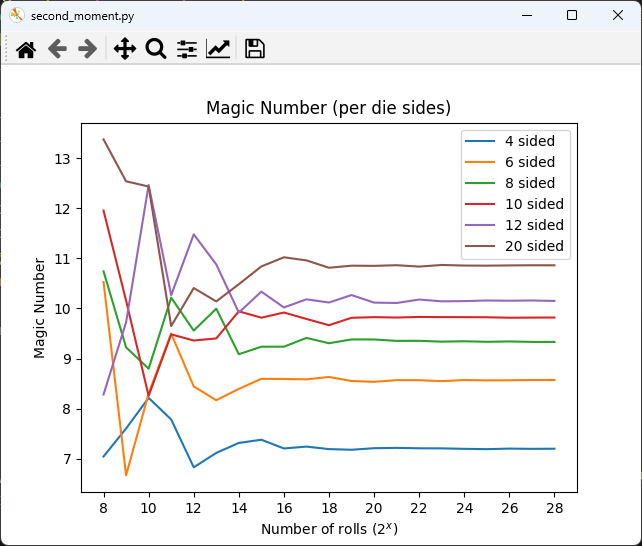 second_moment.py
Magic Number (per die sides)
4 sided
6 sided
8 sided
10 sided
12 sided
20 sided
Magic Number
13
12
11
10
9
8
7
8 10 12 14 16 18 20 22 24 26 28
Number of rolls (2^x)